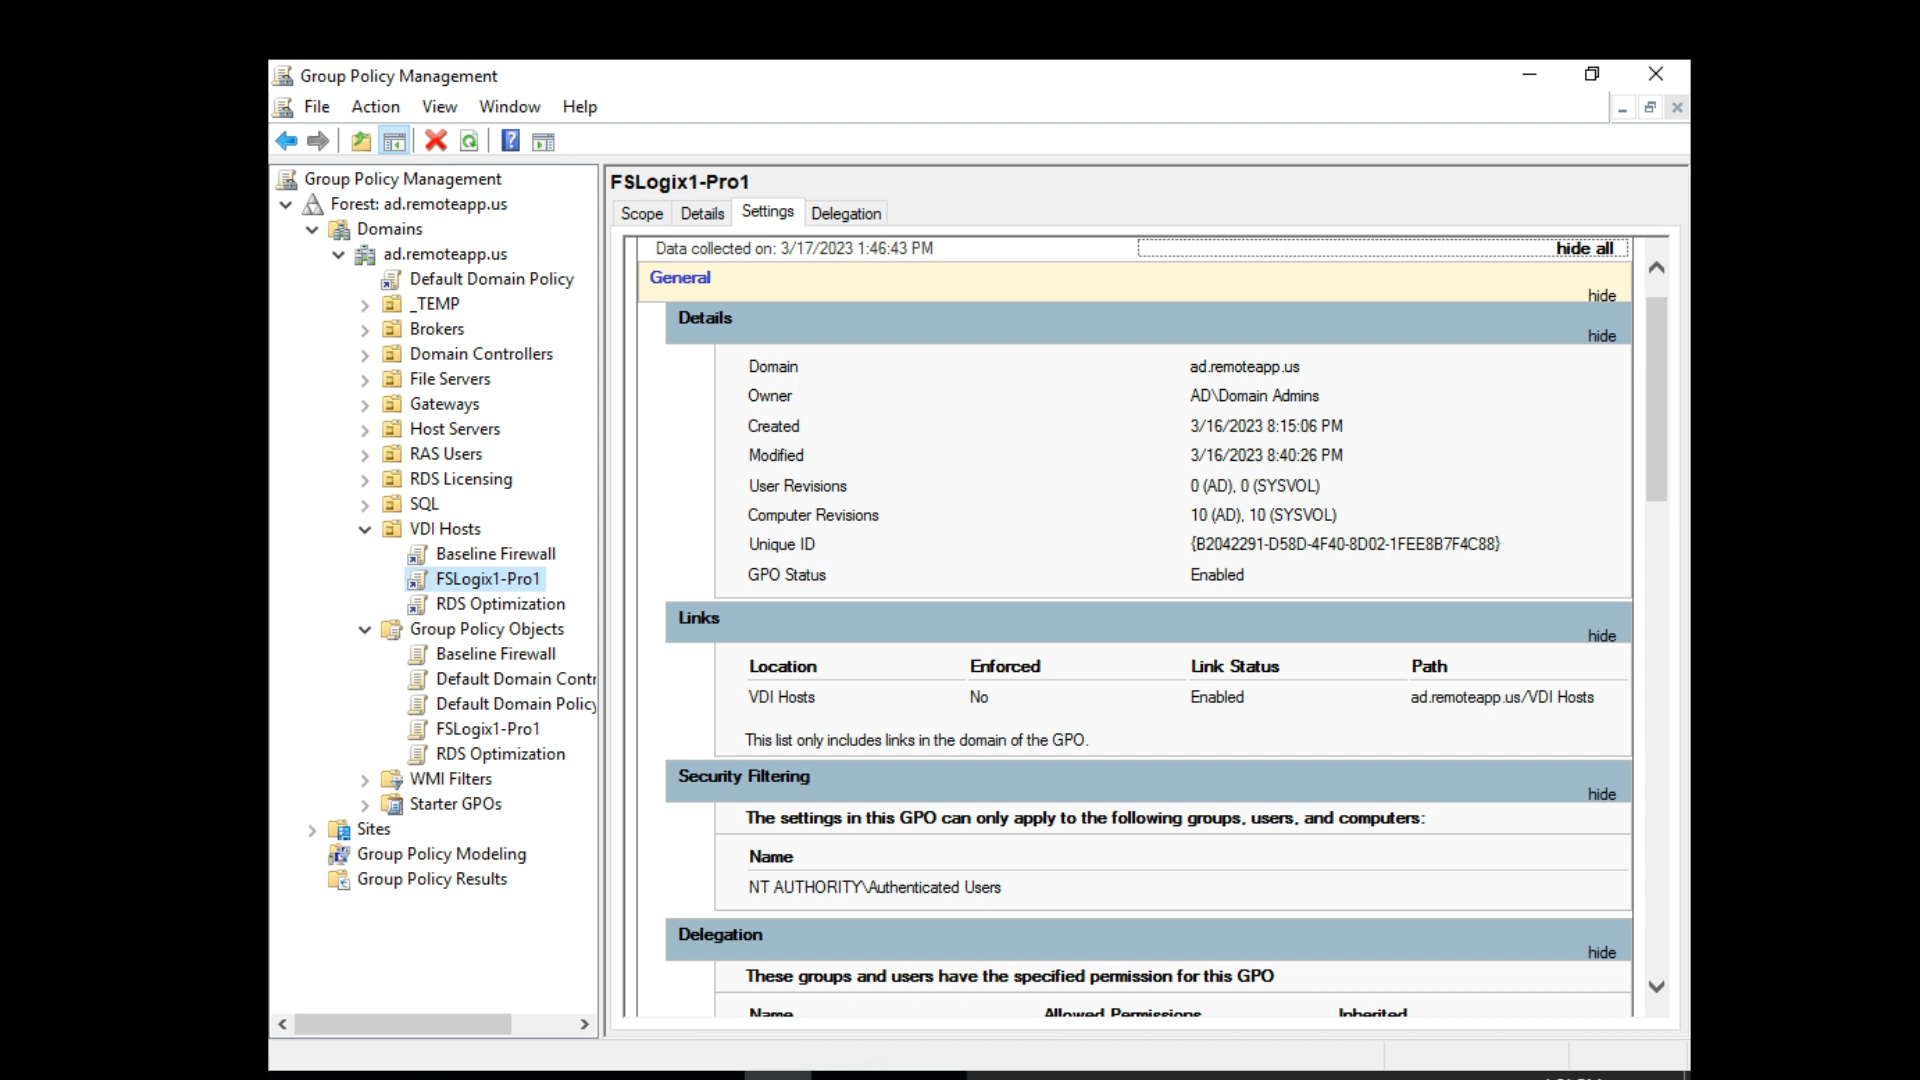 Group Policy Management
File Action View Window Help
Group Policy Management
Forest: ad.remoteapp.us
Domains
ad.remoteapp.us
Default Domain Policy
_TEMP
Brokers
Domain Controllers
File Servers
Gateways
Host Servers
RAS Users
RDS Licensing
SQL
VDI Hosts
Baseline Firewall
FSLogix1-Pro1
RDS Optimization
Group Policy Objects
Baseline Firewall
Default Domain Contr
Default Domain Policy
FSLogix1-Pro1
RDS Optimization
WMI Filters
Starter GPOs
Sites
Group Policy Modeling
Group Policy Results
FSLogix1-Pro1
Scope Details Settings Delegation
Data collected on: 3/17/2023 1:46:43 PM hide all
General hide
Details hide
Domain ad.remoteapp.us
Owner AD\Domain Admins
Created 3/16/2023 8:15:06 PM
Modified 3/16/2023 8:40:26 PM
User Revisions 0 (AD), 0 (SYSVOL)
Computer Revisions 10 (AD), 10 (SYSVOL)
Unique ID {B2042291-D58D-4F40-8D02-1FEE8B7F4C88}
GPO Status Enabled
Links hide
Location Enforced Link Status Path
VDI Hosts No Enabled ad.remoteapp.us/VDI Hosts
This list only includes links in the domain of the GPO.
Security Filtering hide
The settings in this GPO can only apply to the following groups, users, and computers:
Name
NT AUTHORITY\Authenticated Users
Delegation hide
These groups and users have the specified permission for this GPO
Name Allowed Permissions Inherited